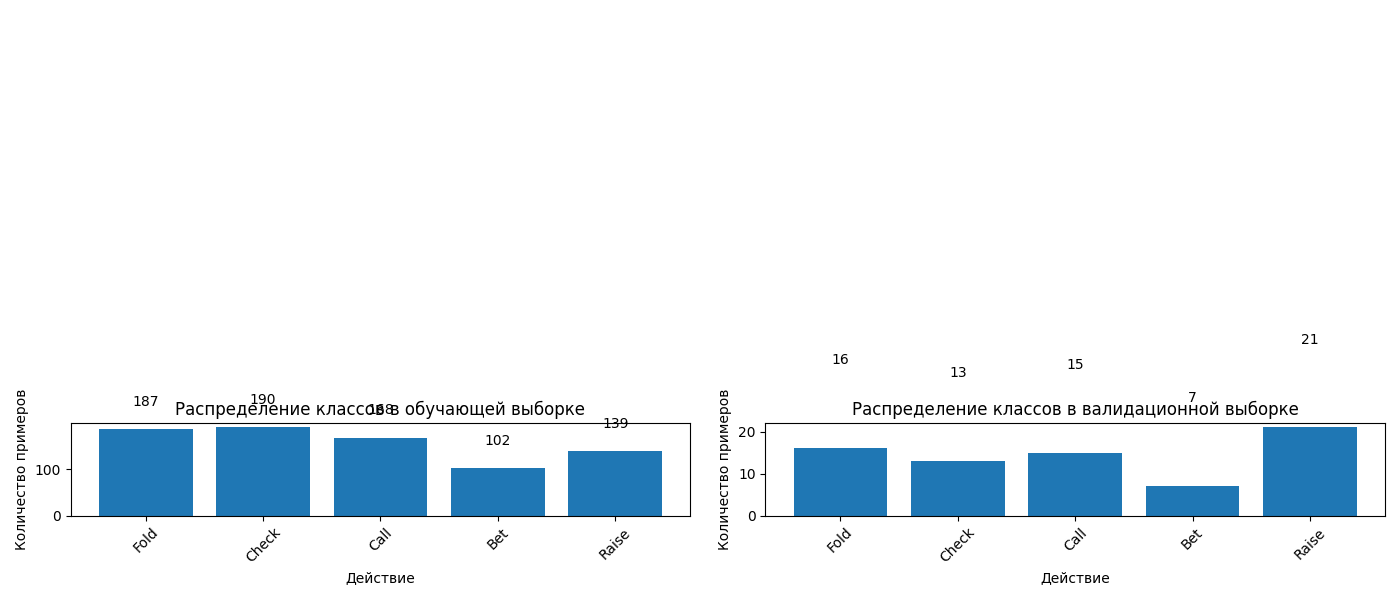 187
190
168
102
139
Распределение классов в обучающей выборке
Количество примеров
100
0
Fold
Check
Call
Bet
Raise
Действие
16
13
15
7
21
Распределение классов в валидационной выборке
Количество примеров
20
10
0
Fold
Check
Call
Bet
Raise
Действие